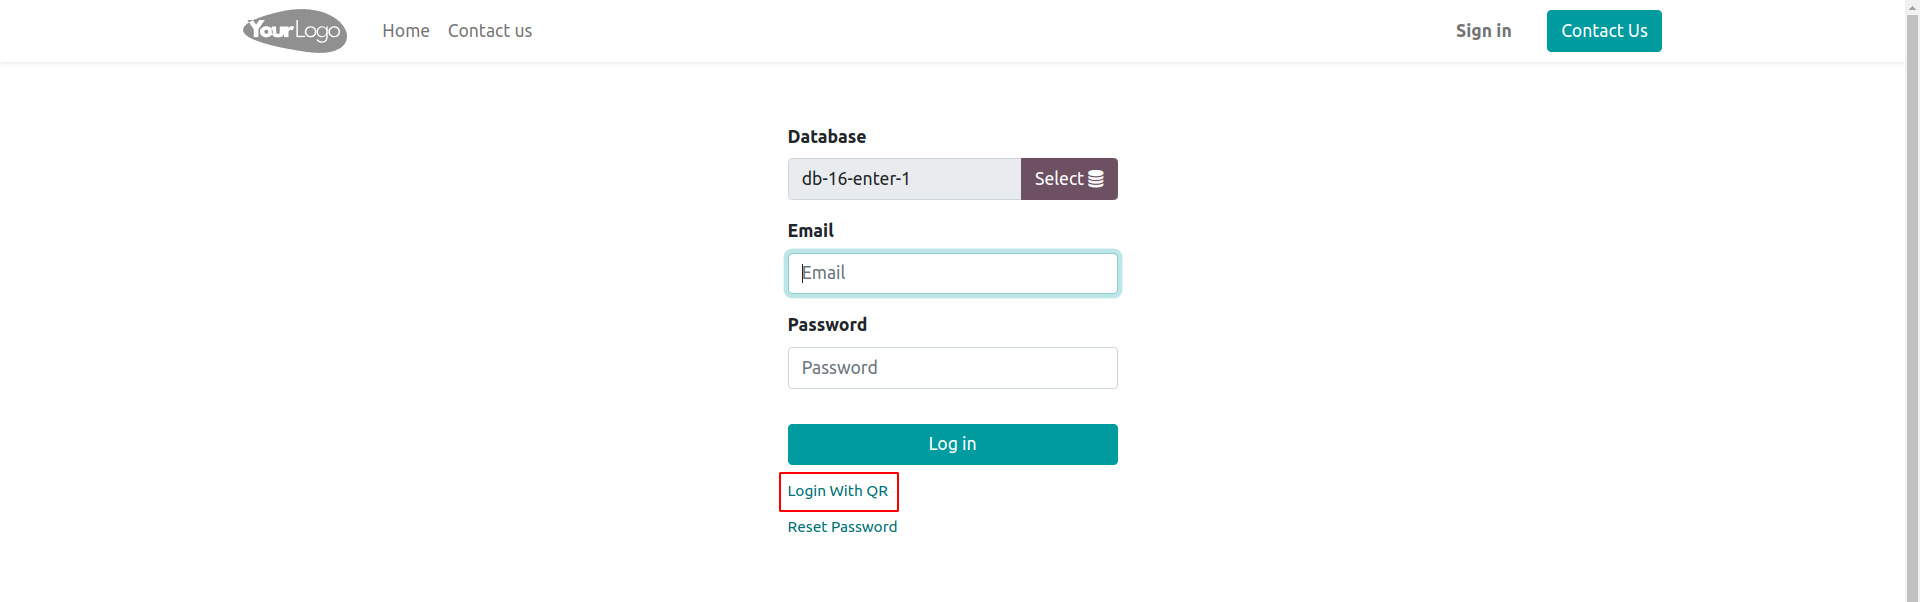 YourLogo Home Contact us Sign in Contact Us
Database
db-16-enter-1 Select
Email
Email
Password
Password
Log in
Login With QR
Reset Password